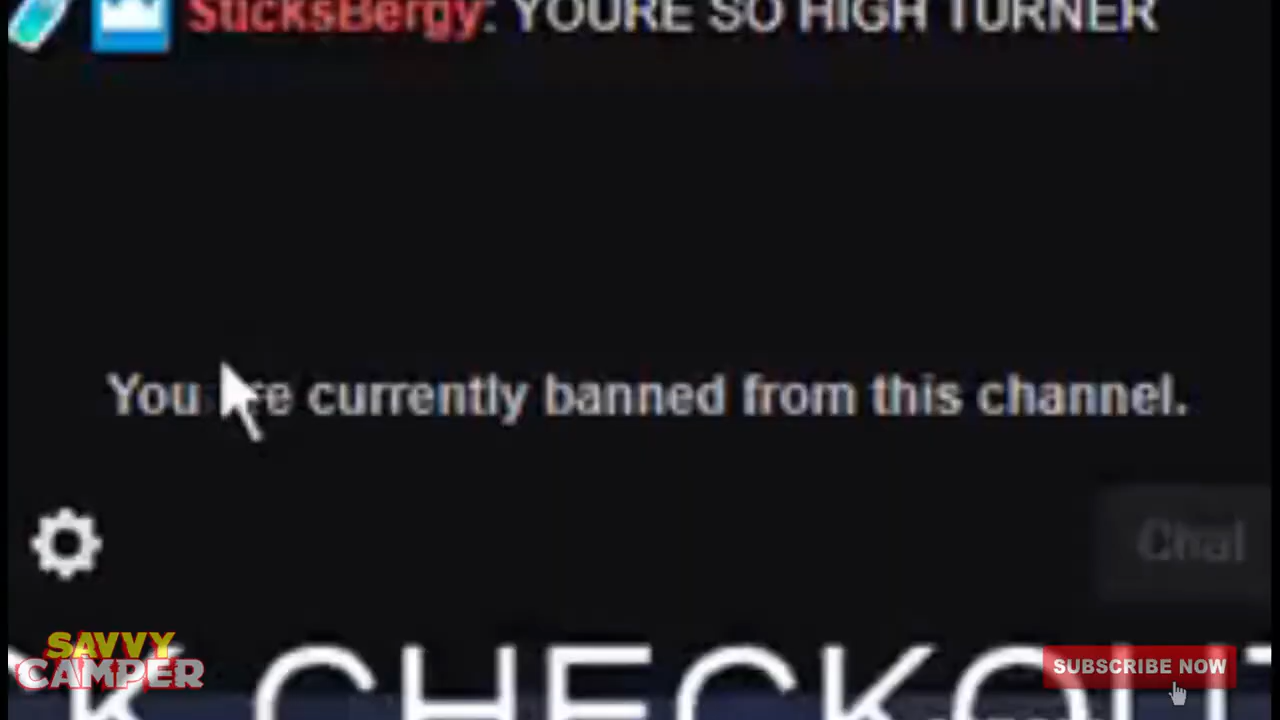 SticksBergy: YOURE SO HIGH TURNER
You are currently banned from this channel.
Chat
SAVVY
CAMPER
K CHECKOUT
SUBSCRIBE NOW